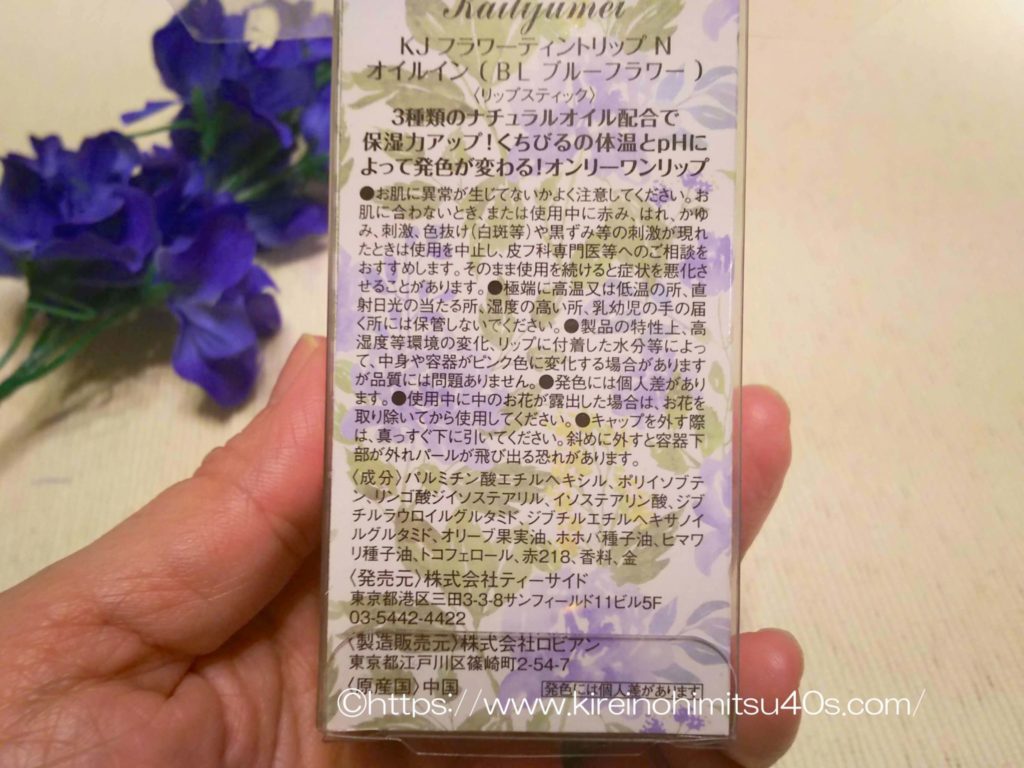 Kailijumei
KJ フラワーティントリップ N
オイルイン（BL ブルーフラワー）
〈リップスティック〉
3種類のナチュラルオイル配合で
保湿力アップ！くちびるの体温とpHに
よって発色が変わる！オンリーワンリップ
●お肌に異常が生じてないかよく注意してください。お
肌に合わないとき、または使用中に赤み、はれ、かゆ
み、刺激、色抜け（白斑等）や黒ずみ等の刺激が現れ
たときは使用を中止し、皮フ科専門医等へのご相談を
おすすめします。そのまま使用を続けると症状を悪化さ
せることがあります。●極端に高温又は低温の所、直
射日光の当たる所、湿度の高い所、乳幼児の手の届
く所には保管しないでください。●製品の特性上、高
湿度等環境の変化、リップに付着した水分等によっ
て、中身や容器がピンク色に変化する場合があります
が品質には問題ありません。●発色には個人差があり
ます。●使用中に中のお花が露出した場合は、お花を
取り除いてから使用してください。●キャップを外す際
は、真っすぐ下に引いてください。斜めに外すと容器下
部が外れパールが飛び出る恐れがあります。
〈成分〉パルミチン酸エチルヘキシル、ポリイソブテ
ン、リンゴ酸ジイソステアリル、イソステアリン酸、ジブ
チルラウロイルグルタミド、ジブチルエチルヘキサノイ
ルグルタミド、オリーブ果実油、ホホバ種子油、ヒマワ
リ種子油、トコフェロール、赤218、香料、金
〈発売元〉株式会社ティーサイド
東京都港区三田3-3-8サンフィールド11ビル5F
03-5442-4422
〈製造販売元〉株式会社ロビアン
東京都江戸川区篠崎町2-54-7
〈原産国〉中国
発色には個人差があります
©https://www.kireinohimitsu40s.com/